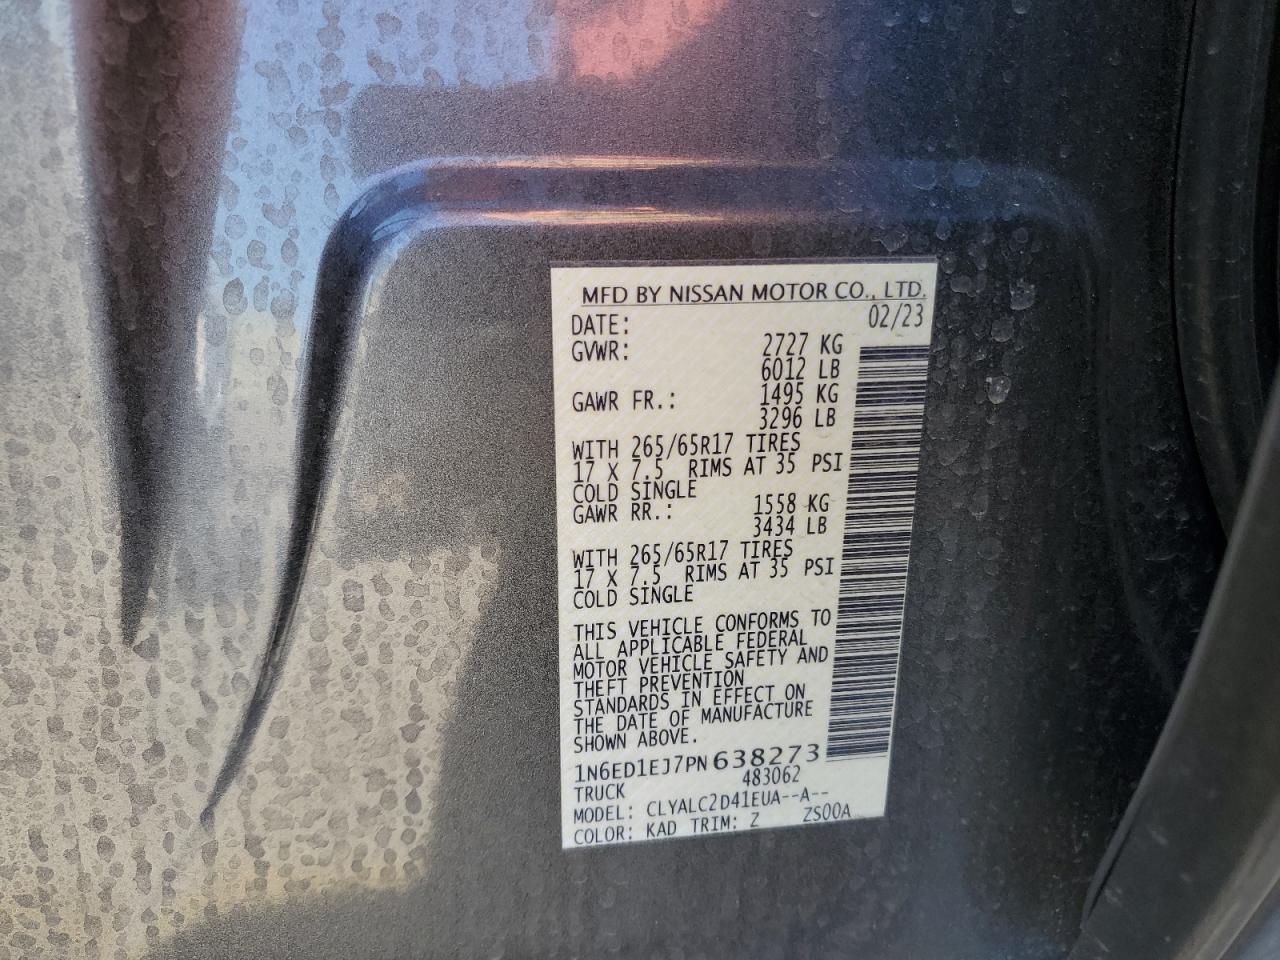 MFD BY NISSAN MOTOR CO., LTD.
DATE: 02/23
GVWR: 2727 KG
6012 LB
GAWR FR.: 1495 KG
3296 LB
WITH 265/65R17 TIRES
17 X 7.5 RIMS AT 35 PSI
COLD SINGLE
GAWR RR.: 1558 KG
3434 LB
WITH 265/65R17 TIRES
17 X 7.5 RIMS AT 35 PSI
COLD SINGLE
THIS VEHICLE CONFORMS TO
ALL APPLICABLE FEDERAL
MOTOR VEHICLE SAFETY AND
THEFT PREVENTION
STANDARDS IN EFFECT ON
THE DATE OF MANUFACTURE
SHOWN ABOVE.
1N6ED1EJ7PN638273
TRUCK 483062
MODEL: CLYALC2D41EUA--A--
COLOR: KAD TRIM: Z ZS00A